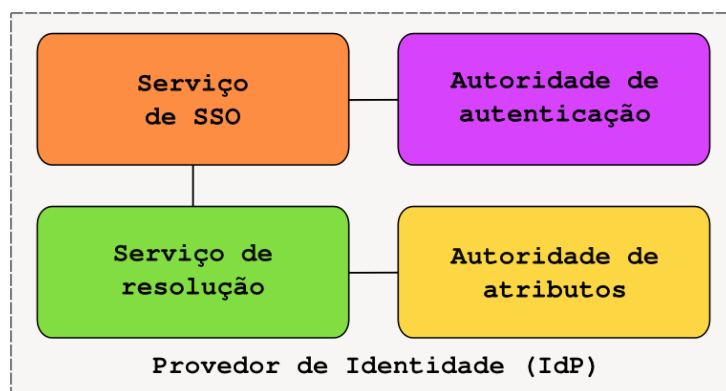 Serviço
de SSO
Autoridade de
autenticação
Serviço de
resolução
Autoridade de
atributos
Provedor de Identidade (IdP)